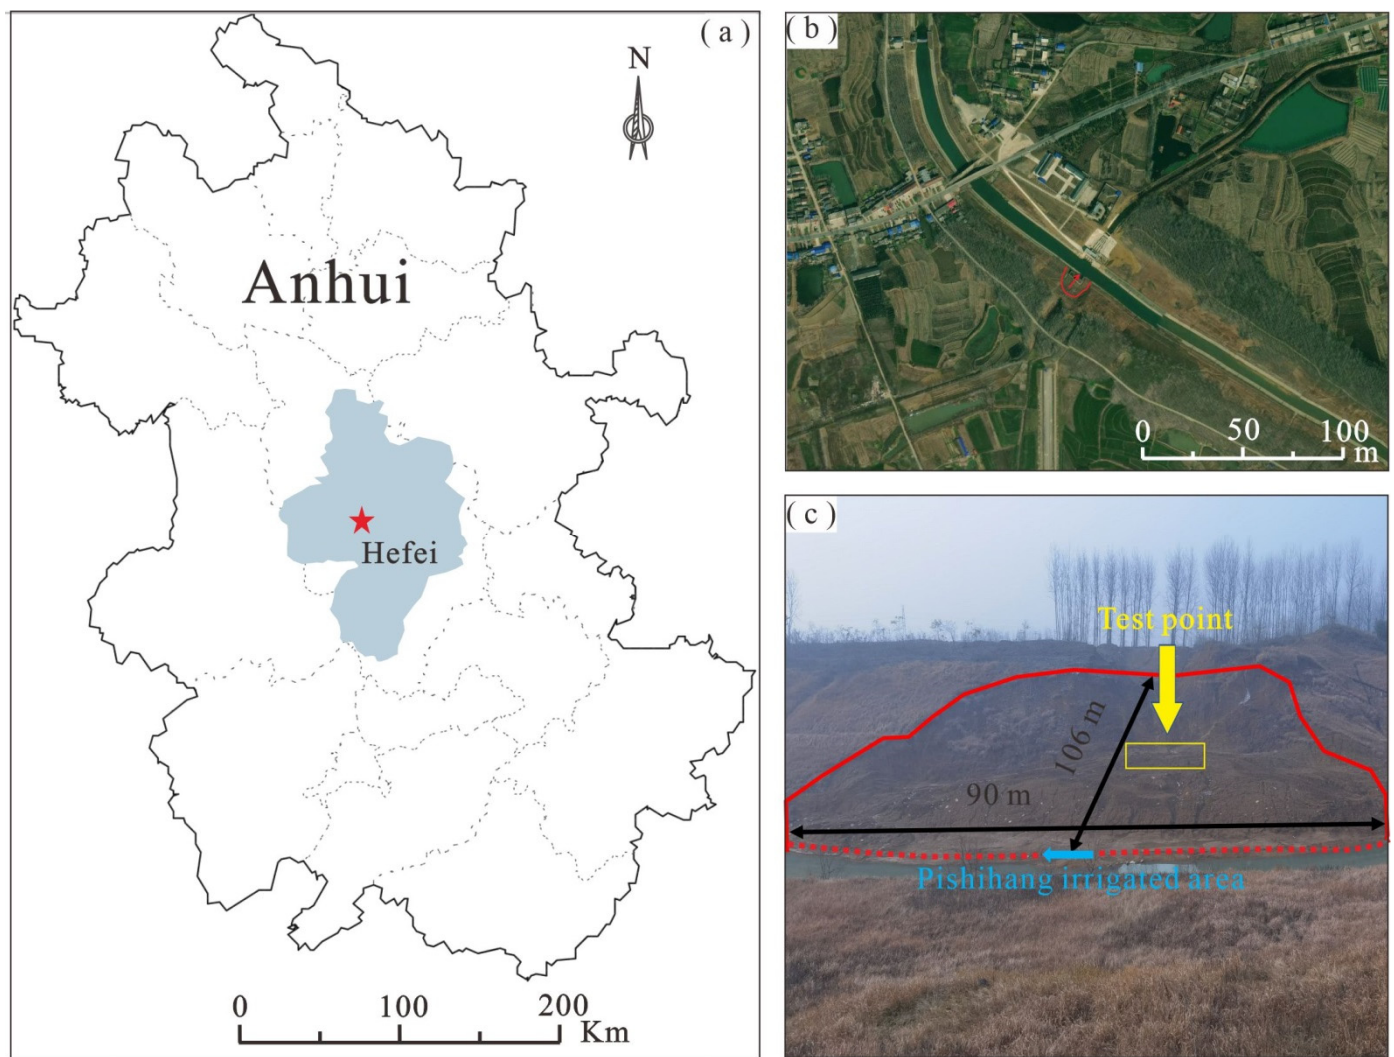 ( a )
N
Anhui
Hefei
0 100 200
Km
( b )
0 50 100
m
( c )
Test point
106 m
90 m
Pishihang irrigated area